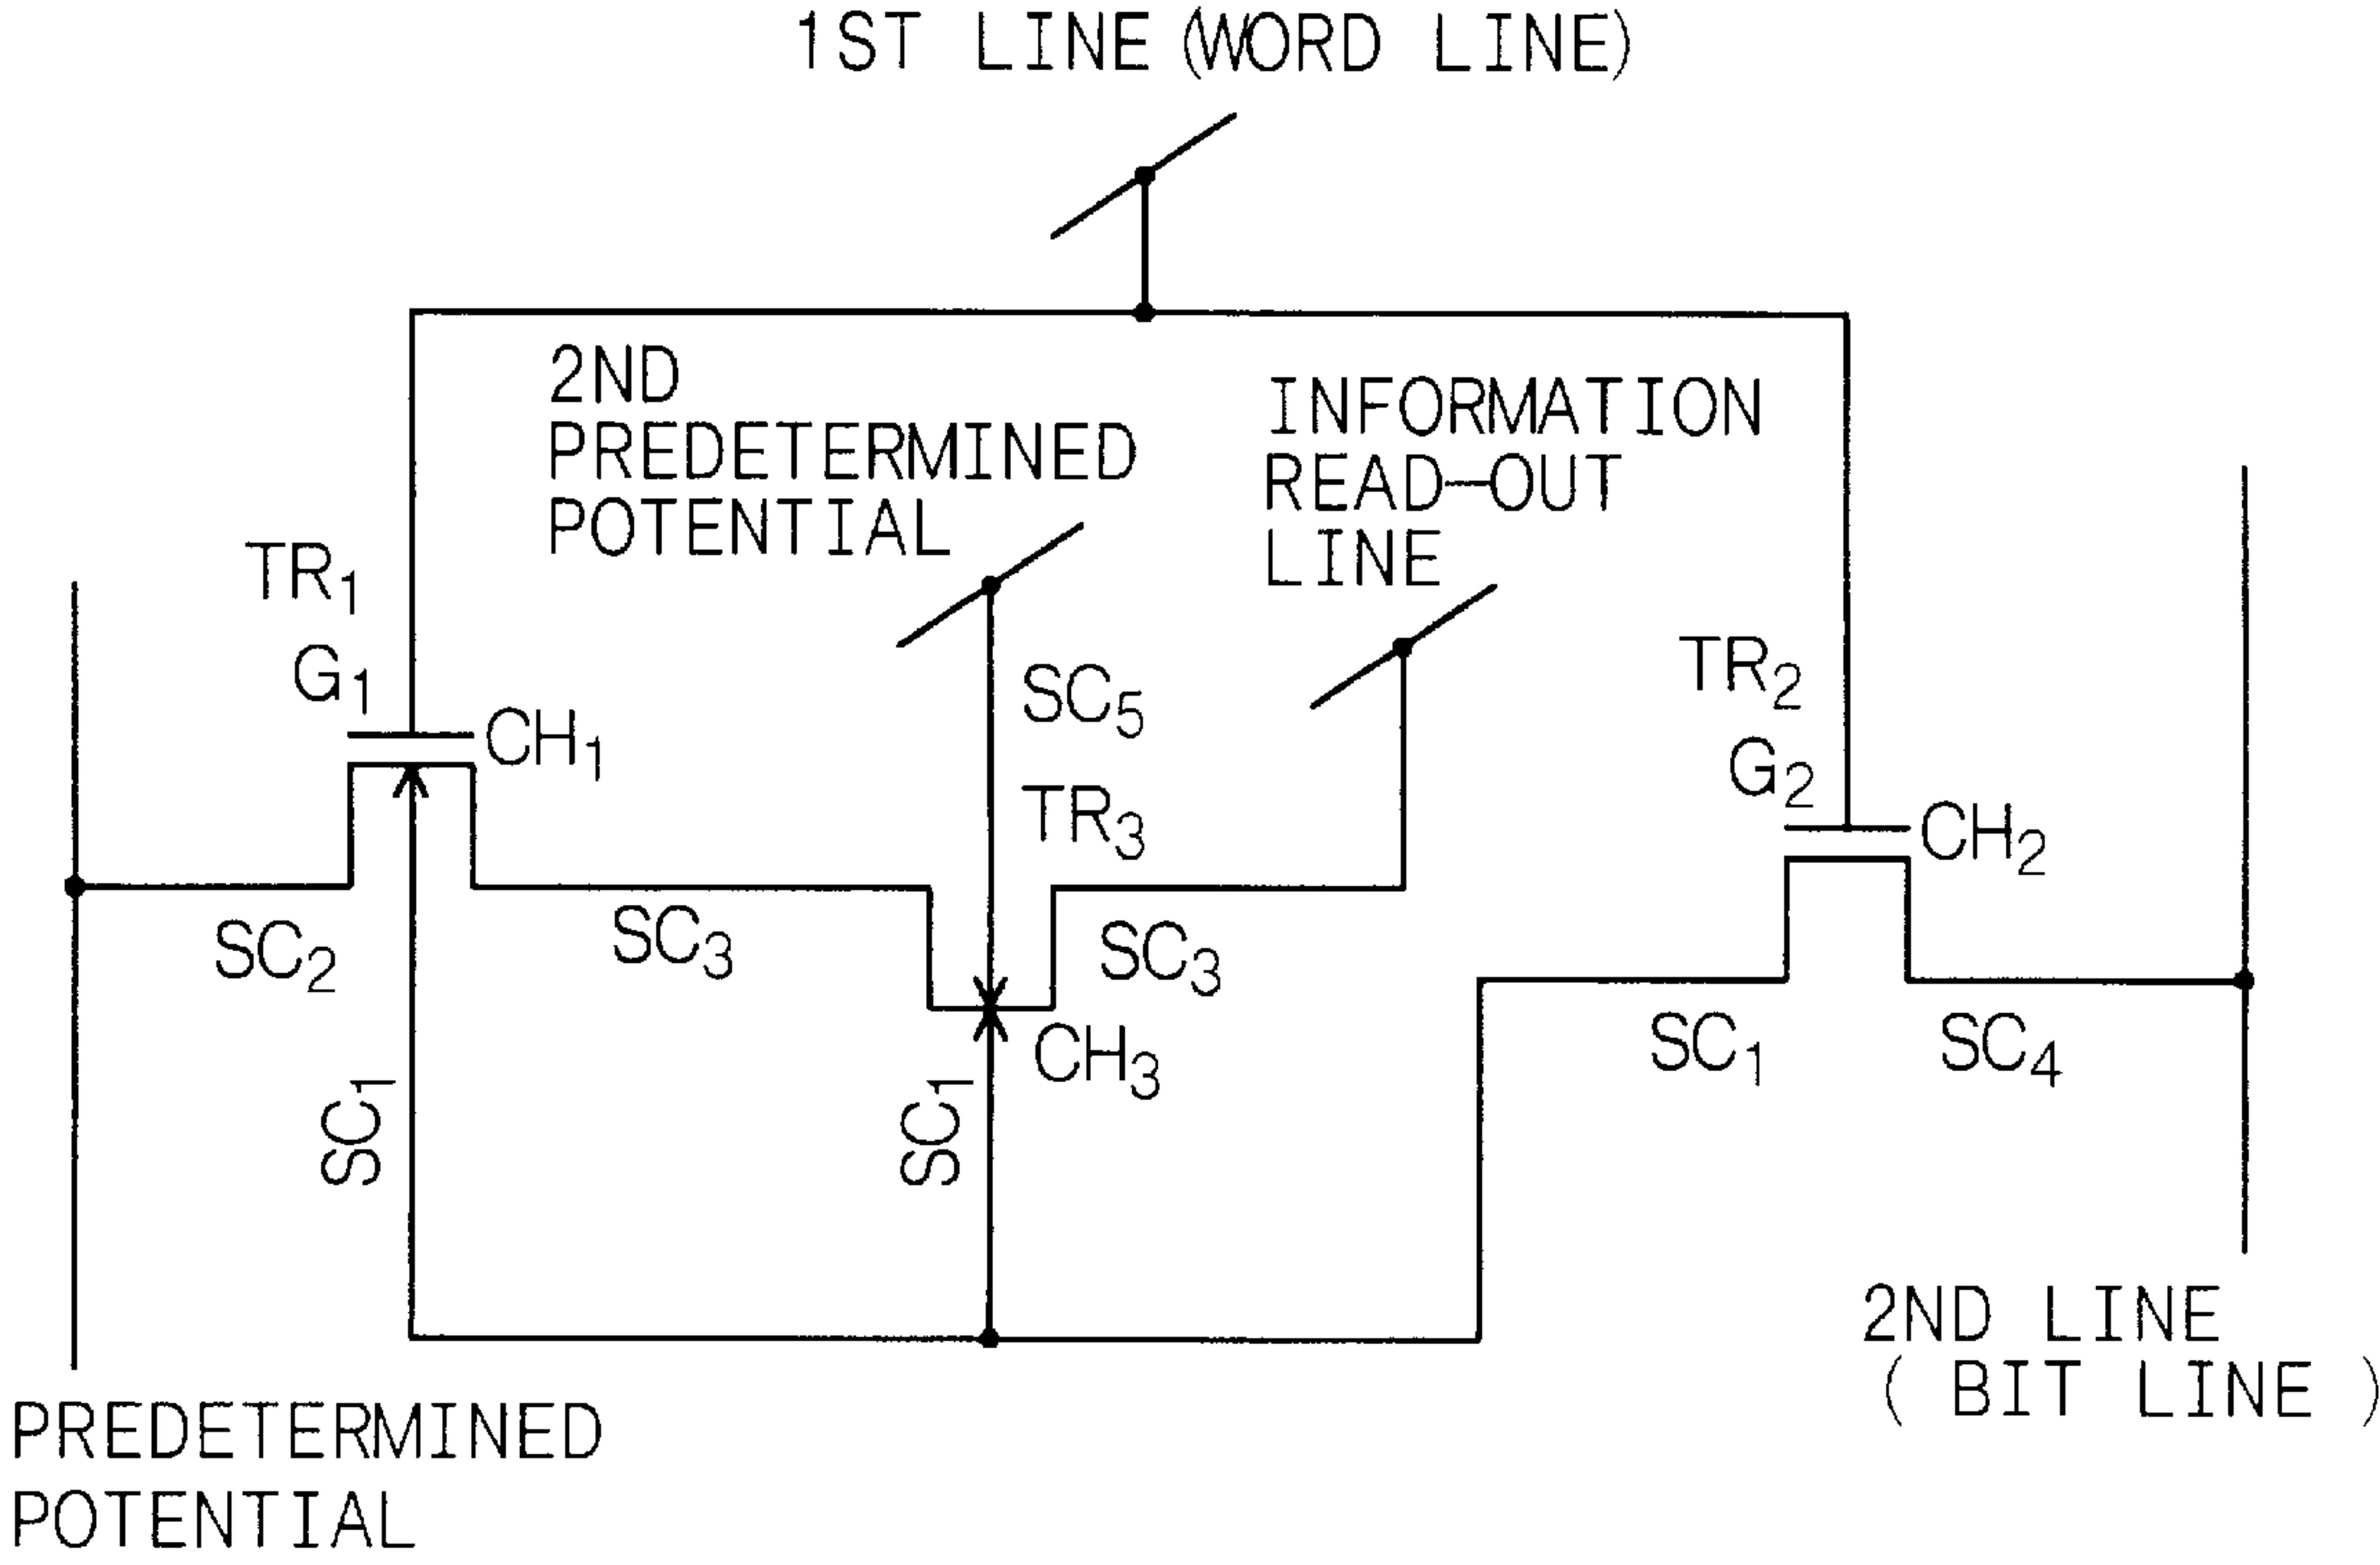 1ST LINE (WORD LINE)
2ND
PREDETERMINED
POTENTIAL
INFORMATION
READ-OUT
LINE
TR1
G1
CH1
SC5
TR3
TR2
G2
CH2
SC2
SC3
SC3
CH3
SC1
SC1
SC1
SC4
2ND LINE
( BIT LINE )
PREDETERMINED
POTENTIAL